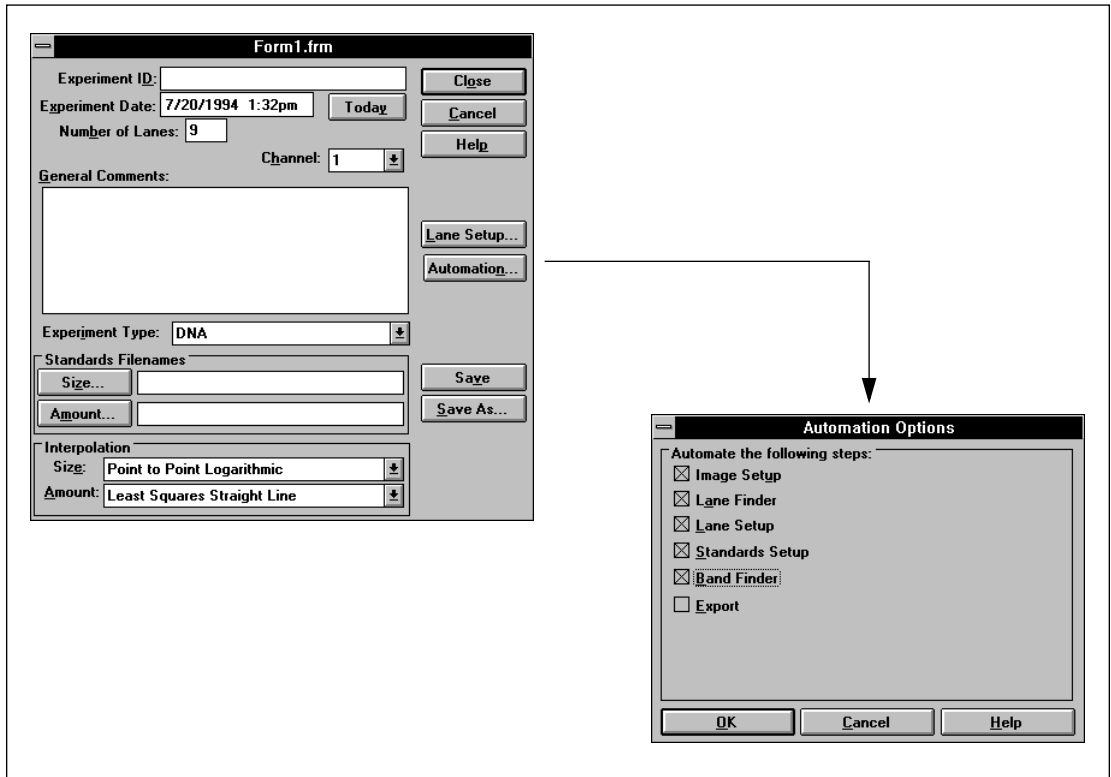 Form1.frm
Experiment ID:
Close
Experiment Date: 7/20/1994 1:32pm Today
Cancel
Number of Lanes: 9
Help
Channel: 1
General Comments:
Lane Setup...
Automation...
Experiment Type: DNA
Standards Filenames
Size...
Save
Amount...
Save As...
Interpolation
Size: Point to Point Logarithmic
Amount: Least Squares Straight Line
Automation Options
Automate the following steps:
Image Setup
Lane Finder
Lane Setup
Standards Setup
Band Finder
Export
OK Cancel Help